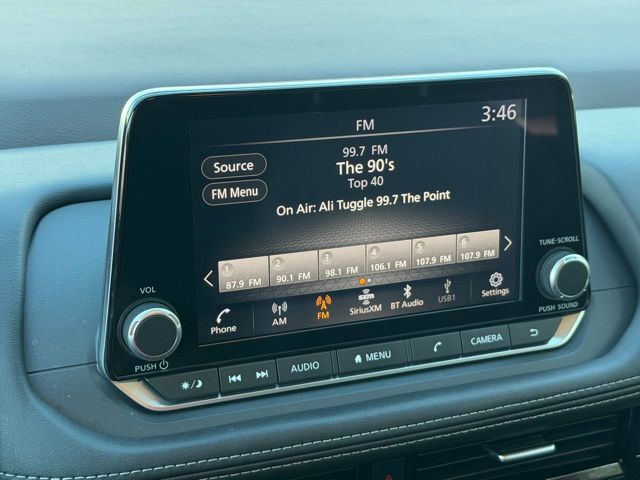 FM
3:46
Source
99.7 FM
The 90's
Top 40
FM Menu
On Air: Ali Tuggle 99.7 The Point
1
2
3
4
5
6
87.9 FM
90.1 FM
98.1 FM
106.1 FM
107.9 FM
107.9 FM
Phone
AM
FM
sxm
SiriusXM
BT Audio
USB1
Settings
VOL
PUSH
TUNE•SCROLL
PUSH SOUND
AUDIO
MENU
CAMERA